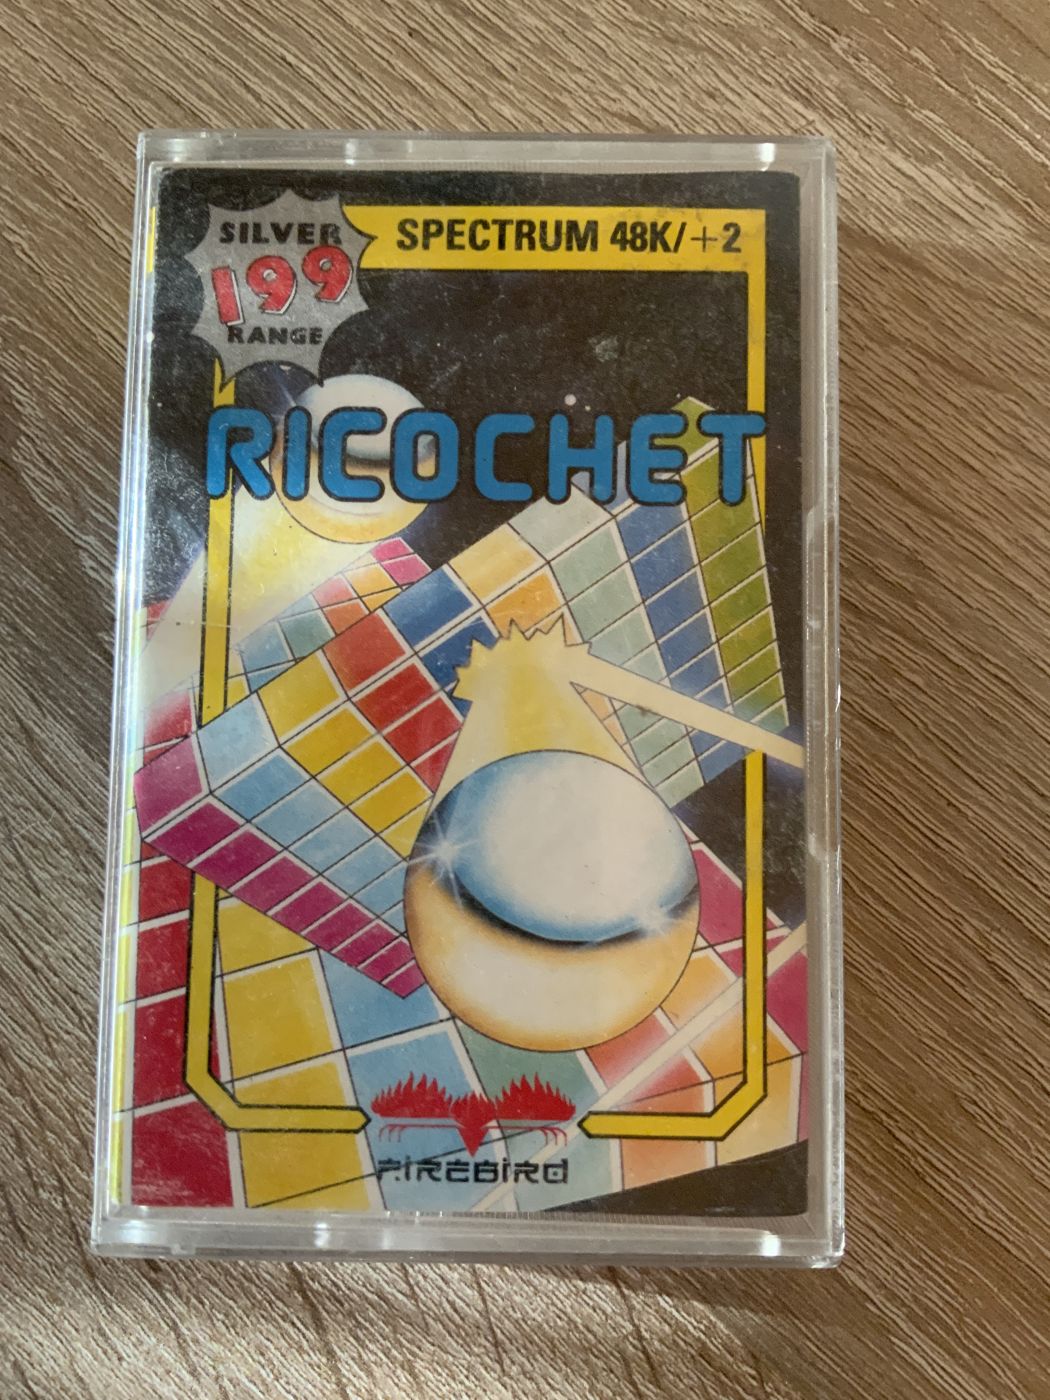 SILVER
199
RANGE
SPECTRUM 48K/+2
RICOCHET
FIREBIRD